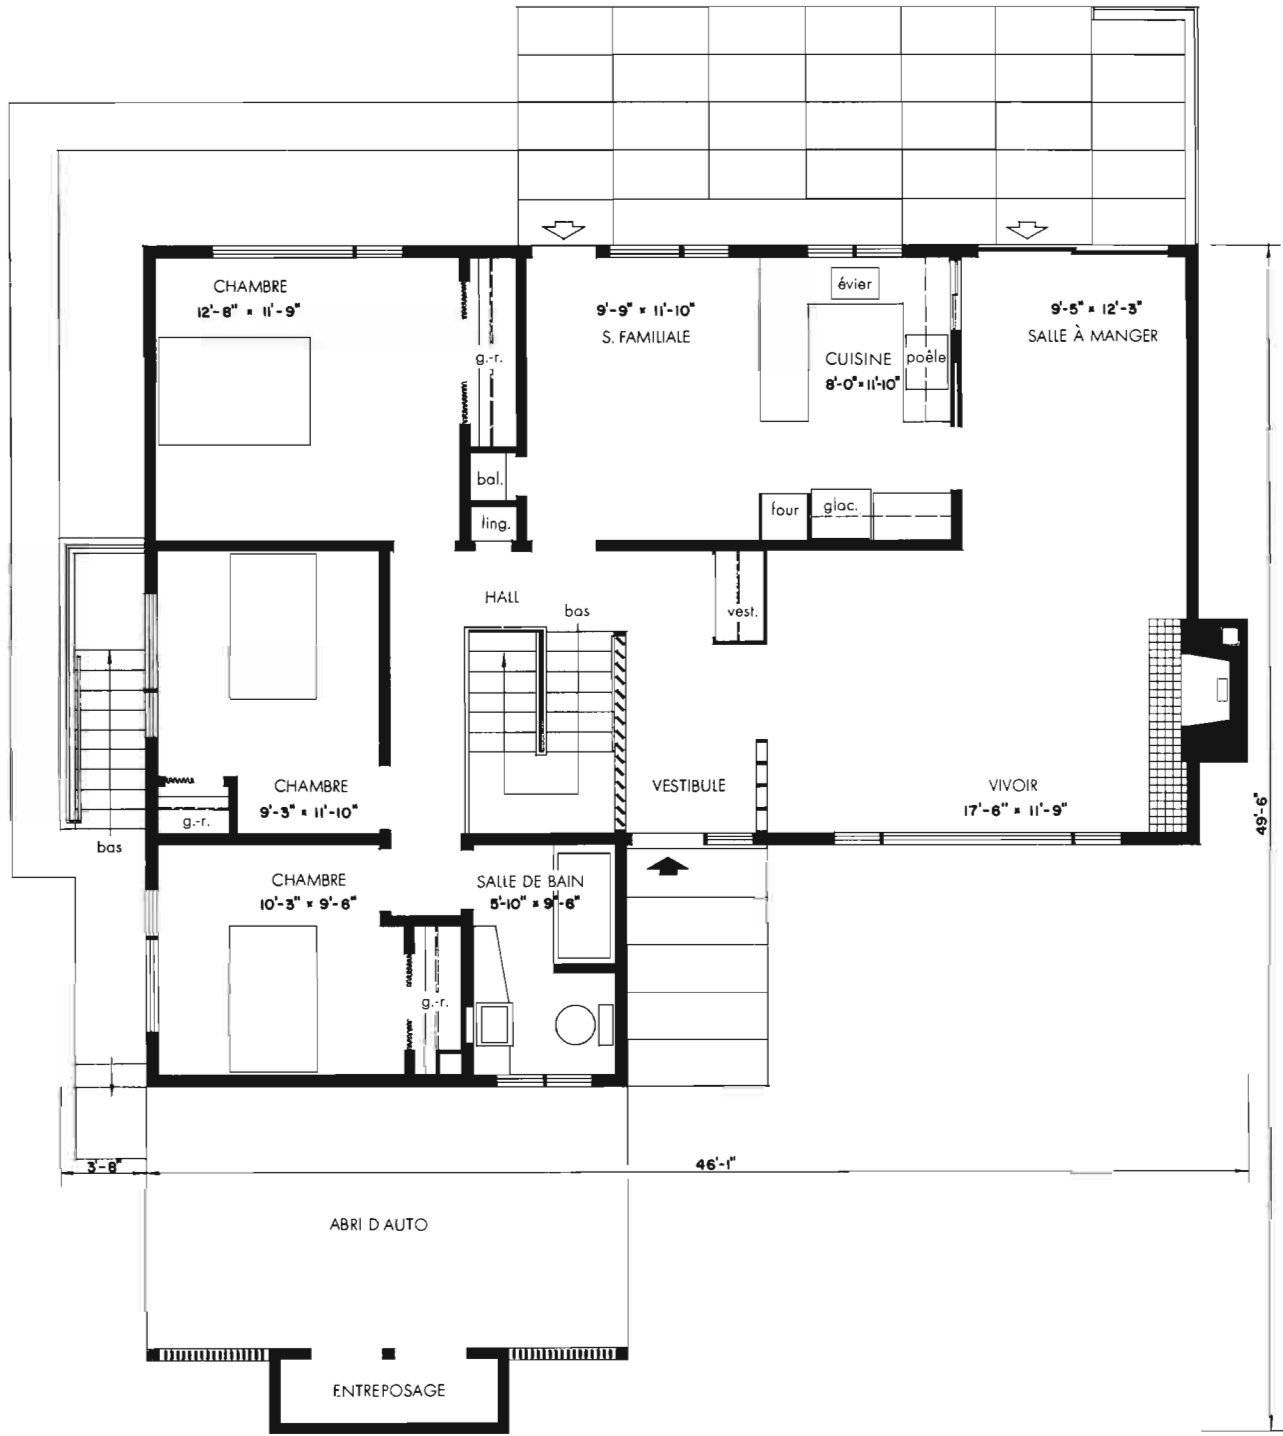 CHAMBRE
12'-8" x 11'-9"
g.-r.
bal.
ling.
9'-9" x 11'-10"
S. FAMILIALE
évier
CUISINE
8'-0" x 11'-10"
poêle
four
glac.
9'-5" x 12'-3"
SALLE À MANGER
HALL
bas
vest.
CHAMBRE
9'-3" x 11'-10"
g.-r.
bas
VESTIBULE
VIVOIR
17'-6" x 11'-9"
49'-6"
CHAMBRE
10'-3" x 9'-6"
g.-r.
SALLE DE BAIN
5'-10" x 9'-6"
3'-8"
46'-1"
ABRI D'AUTO
ENTREPOSAGE